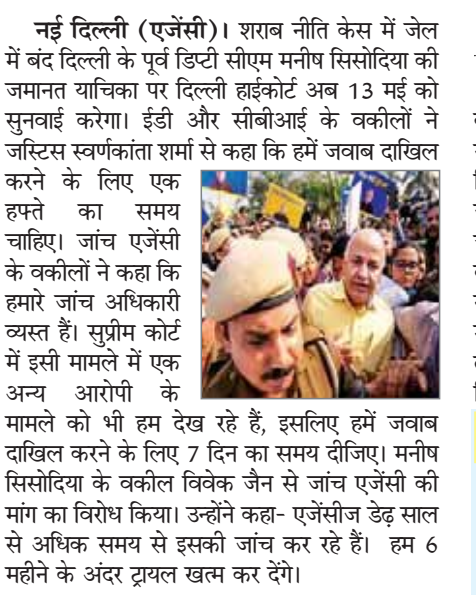 नई दिल्ली (एजेंसी)। शराब नीति केस में जेल
में बंद दिल्ली के पूर्व डिप्टी सीएम मनीष सिसोदिया की
जमानत याचिका पर दिल्ली हाईकोर्ट अब 13 मई को
सुनवाई करेगा। ईडी और सीबीआई के वकीलों ने
जस्टिस स्वर्णकांता शर्मा से कहा कि हमें जवाब दाखिल
करने के लिए एक
हफ्ते का समय
चाहिए। जांच एजेंसी
के वकीलों ने कहा कि
हमारे जांच अधिकारी
व्यस्त हैं। सुप्रीम कोर्ट
में इसी मामले में एक
अन्य आरोपी के
मामले को भी हम देख रहे हैं, इसलिए हमें जवाब
दाखिल करने के लिए 7 दिन का समय दीजिए। मनीष
सिसोदिया के वकील विवेक जैन से जांच एजेंसी की
मांग का विरोध किया। उन्होंने कहा- एजेंसीज डेढ़ साल
से अधिक समय से इसकी जांच कर रहे हैं। हम 6
महीने के अंदर ट्रायल खत्म कर देंगे।